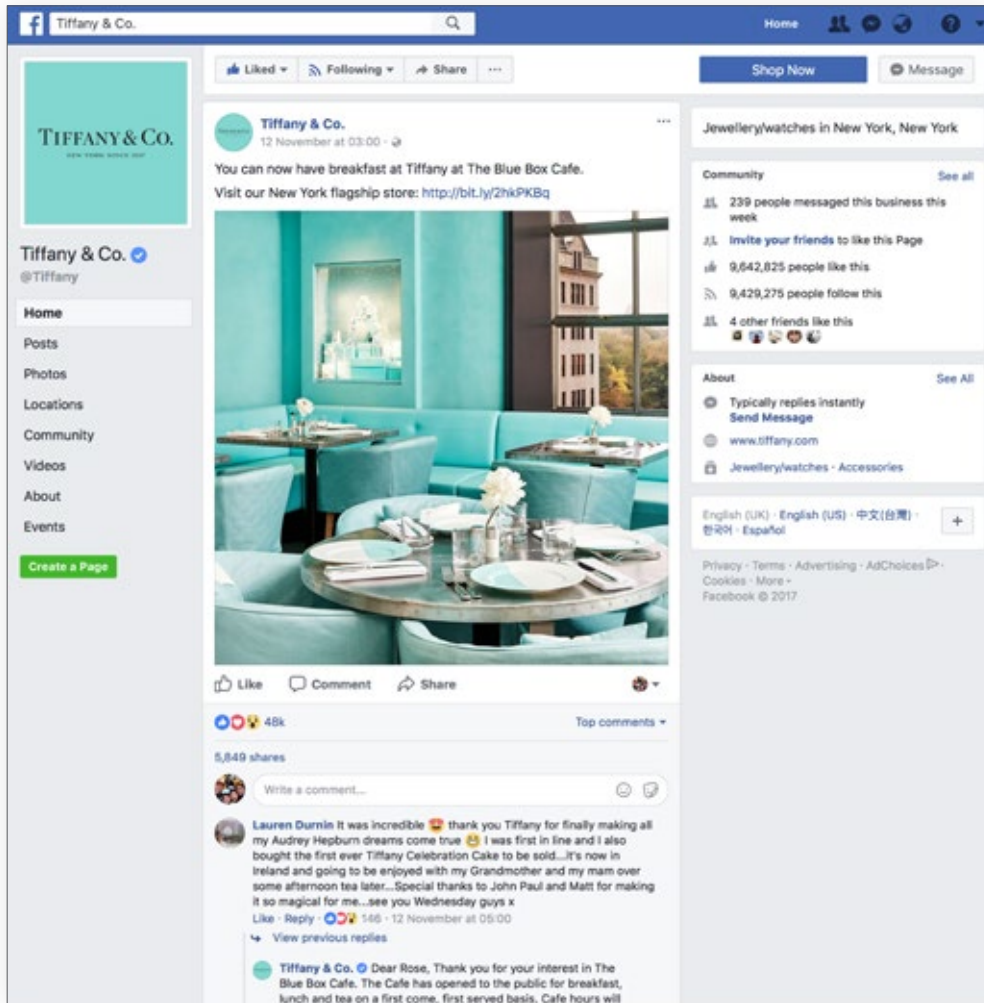 Tiffany & Co.
Home
Liked
Following
Share
Shop Now
Message
TIFFANY & CO.
NEW YORK SINCE 1837
Tiffany & Co.
@Tiffany
Home
Posts
Photos
Locations
Community
Videos
About
Events
Create a Page
Tiffany & Co.
12 November at 03:00 ·
You can now have breakfast at Tiffany at The Blue Box Cafe.
Visit our New York flagship store: http://bit.ly/2hkPKBq
Like
Comment
Share
48k
Top comments
5,849 shares
Write a comment...
Lauren Durnin It was incredible 😍 thank you Tiffany for finally making all
my Audrey Hepburn dreams come true 😁 I was first in line and I also
bought the first ever Tiffany Celebration Cake to be sold...it's now in
Ireland and going to be enjoyed with my Grandmother and my mam over
some afternoon tea later...Special thanks to John Paul and Matt for making
it so magical for me...see you Wednesday guys x
Like · Reply · 146 · 12 November at 05:00
View previous replies
Tiffany & Co. Dear Rose, Thank you for your interest in The
Blue Box Cafe. The Cafe has opened to the public for breakfast,
lunch and tea on a first come, first served basis. Cafe hours will
Jewellery/watches in New York, New York
Community
See all
239 people messaged this business this
week
Invite your friends to like this Page
9,642,825 people like this
9,429,275 people follow this
4 other friends like this
About
See All
Typically replies instantly
Send Message
www.tiffany.com
Jewellery/watches · Accessories
English (UK) · English (US) · 中文(台灣) ·
한국어 · Español
Privacy · Terms · Advertising · AdChoices ·
Cookies · More
Facebook © 2017